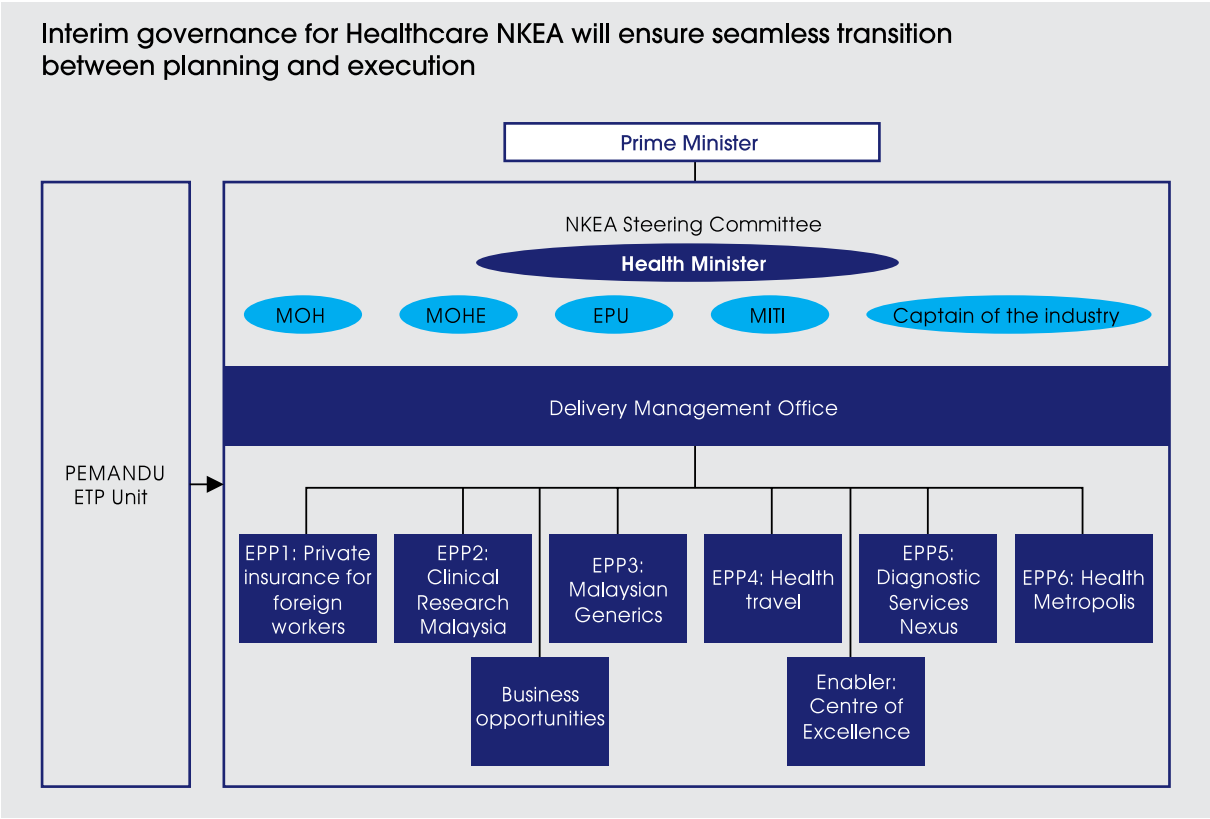 Interim governance for Healthcare NKEA will ensure seamless transition
between planning and execution
Prime Minister
NKEA Steering Committee
Health Minister
MOH
MOHE
EPU
MITI
Captain of the industry
Delivery Management Office
PEMANDU
ETP Unit
EPP1: Private
insurance for
foreign
workers
EPP2:
Clinical
Research
Malaysia
EPP3:
Malaysian
Generics
EPP4: Health
travel
EPP5:
Diagnostic
Services
Nexus
EPP6: Health
Metropolis
Business
opportunities
Enabler:
Centre of
Excellence